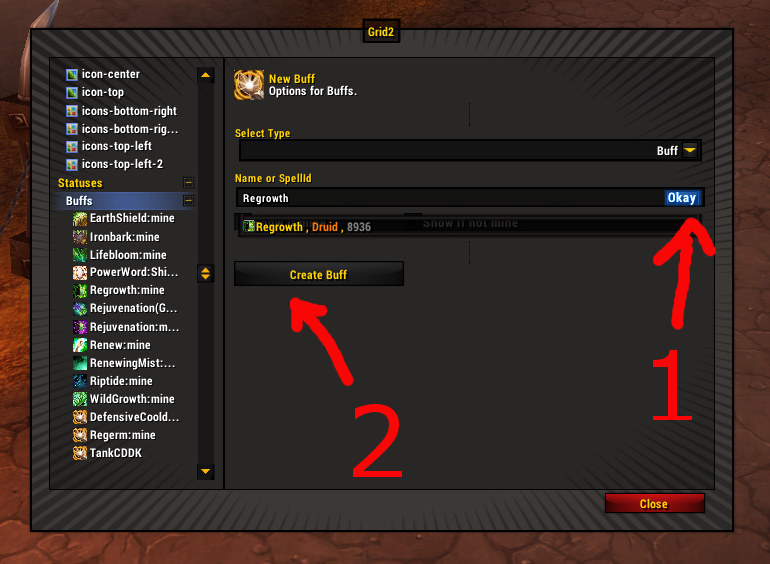 Grid2
icon-center
icon-top
icons-bottom-right
icons-bottom-rig...
icons-top-left
icons-top-left-2
Statuses
Buffs
EarthShield:mine
Ironbark:mine
Lifebloom:mine
PowerWord:Shi...
Regrowth:mine
Rejuvenation(G...
Rejuvenation:m...
Renew:mine
RenewingMist:...
Riptide:mine
WildGrowth:mine
DefensiveCoold...
Regerm:mine
TankCDDK
New Buff
Options for Buffs.
Select Type
Buff
Name or SpellId
Regrowth Okay
Show if not mine
Regrowth , Druid , 8936
Create Buff
1
2
Close